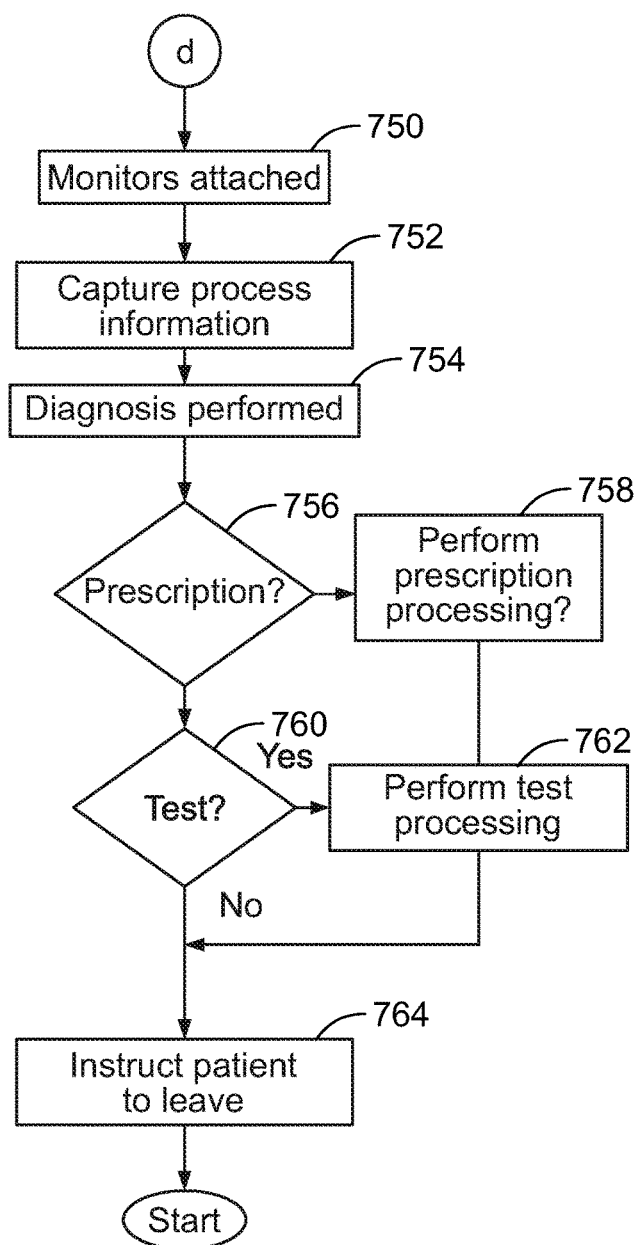 d
750
Monitors attached
752
Capture process
information
754
Diagnosis performed
756
Prescription?
758
Perform
prescription
processing?
760
Yes
Test?
762
Perform test
processing
No
764
Instruct patient
to leave
Start